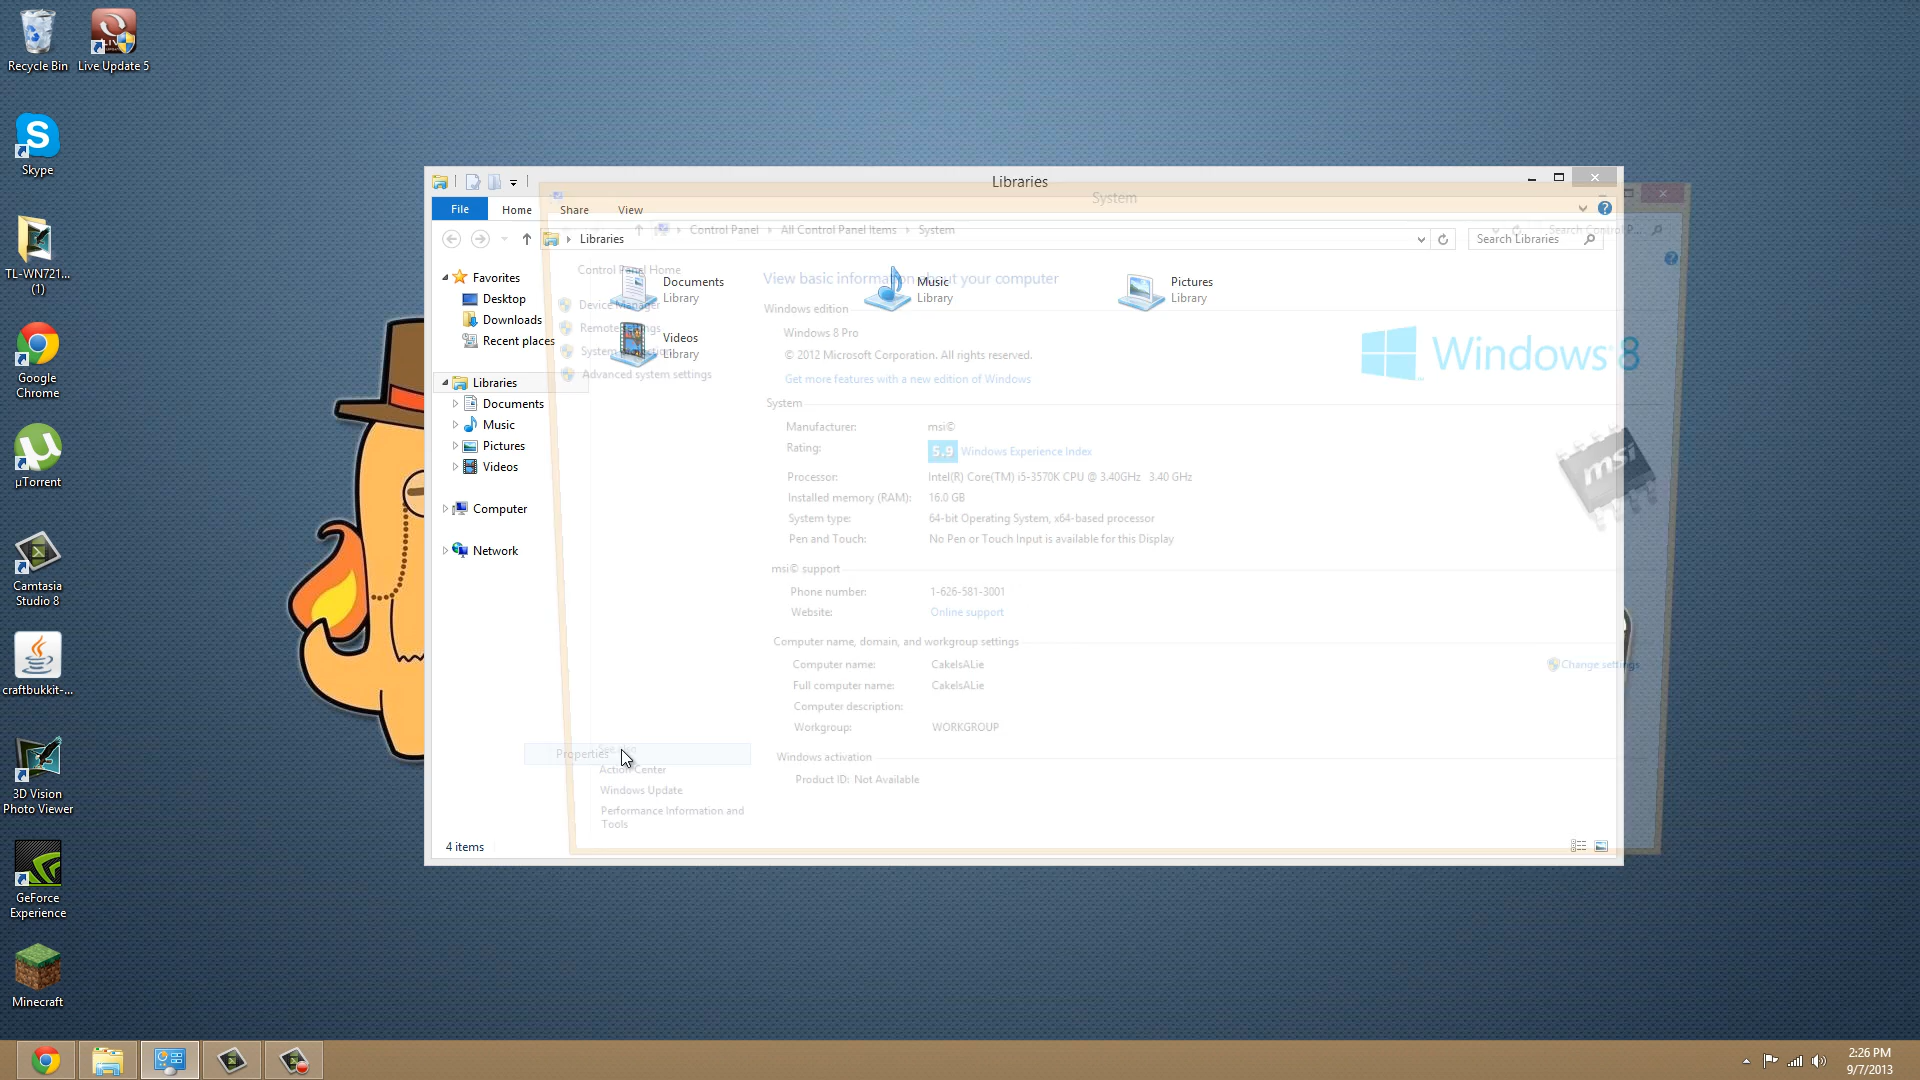 Recycle Bin
Live Update 5
Skype
TL-WN721...
(1)
Google
Chrome
µTorrent
Camtasia
Studio 8
craftbukkit-...
3D Vision
Photo Viewer
GeForce
Experience
Minecraft
Libraries
File
Home
Share
View
Libraries
Search Libraries
Favorites
Desktop
Downloads
Recent places
Libraries
Documents
Music
Pictures
Videos
Computer
Network
Documents
Library
Music
Library
Pictures
Library
Videos
Library
4 items
System
Control Panel
All Control Panel Items
System
Search Control P...
Control Panel Home
Device Manager
Remote settings
System protection
Advanced system settings
View basic information about your computer
Windows edition
Windows 8 Pro
© 2012 Microsoft Corporation. All rights reserved.
Get more features with a new edition of Windows
Windows 8
System
Manufacturer: msi©
Rating: 5.9 Windows Experience Index
Processor: Intel(R) Core(TM) i5-3570K CPU @ 3.40GHz 3.40 GHz
Installed memory (RAM): 16.0 GB
System type: 64-bit Operating System, x64-based processor
Pen and Touch: No Pen or Touch Input is available for this Display
msi
msi© support
Phone number: 1-626-581-3001
Website: Online support
Computer name, domain, and workgroup settings
Computer name: CakeIsALie
Change settings
Full computer name: CakeIsALie
Computer description:
Workgroup: WORKGROUP
Windows activation
Product ID: Not Available
Properties
See also
Action Center
Windows Update
Performance Information and
Tools
2:26 PM
9/7/2013